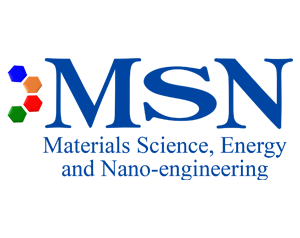 MSN
Materials Science, Energy
and Nano-engineering